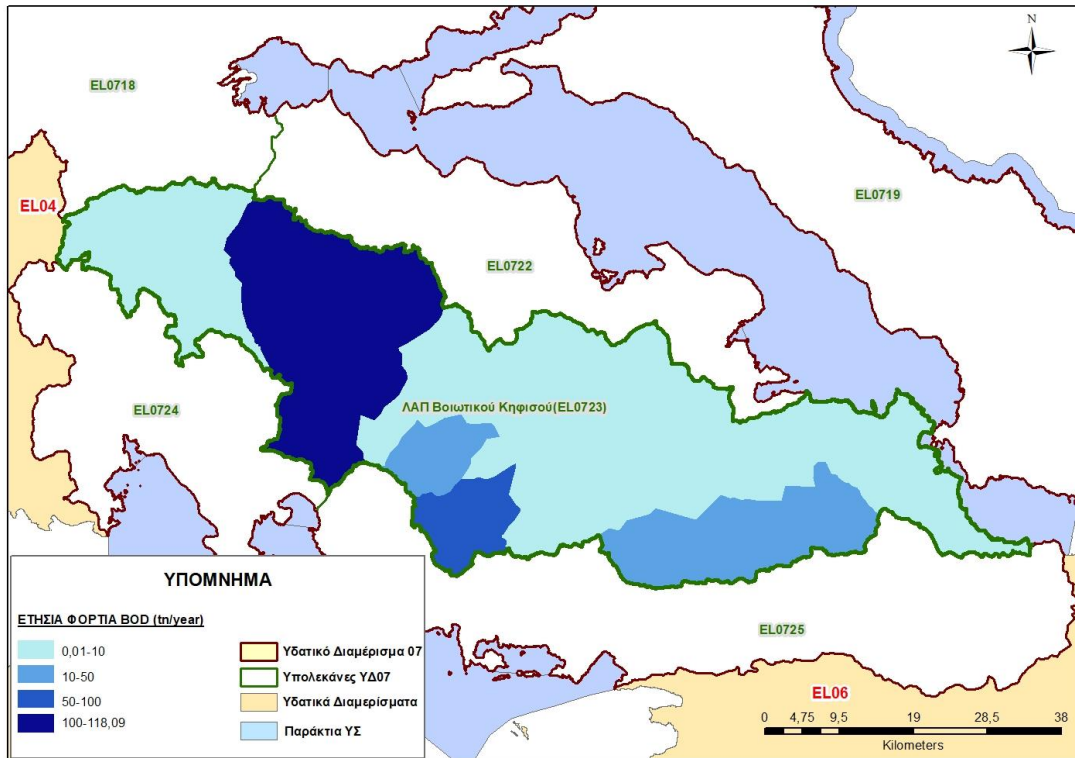 N
EL0718
EL04
EL0719
EL0722
EL0724
ΛΑΠ Βοιωτικού Κηφισού(EL0723)
EL0725
EL06
ΥΠΟΜΝΗΜΑ
ΕΤΗΣΙΑ ΦΟΡΤΙΑ BOD (tn/year)
0,01-10
10-50
50-100
100-118,09
Υδατικό Διαμέρισμα 07
Υπολεκάνες ΥΔ07
Υδατικά Διαμερίσματα
Παράκτια ΥΣ
0 4,75 9,5 19 28,5 38
Kilometers